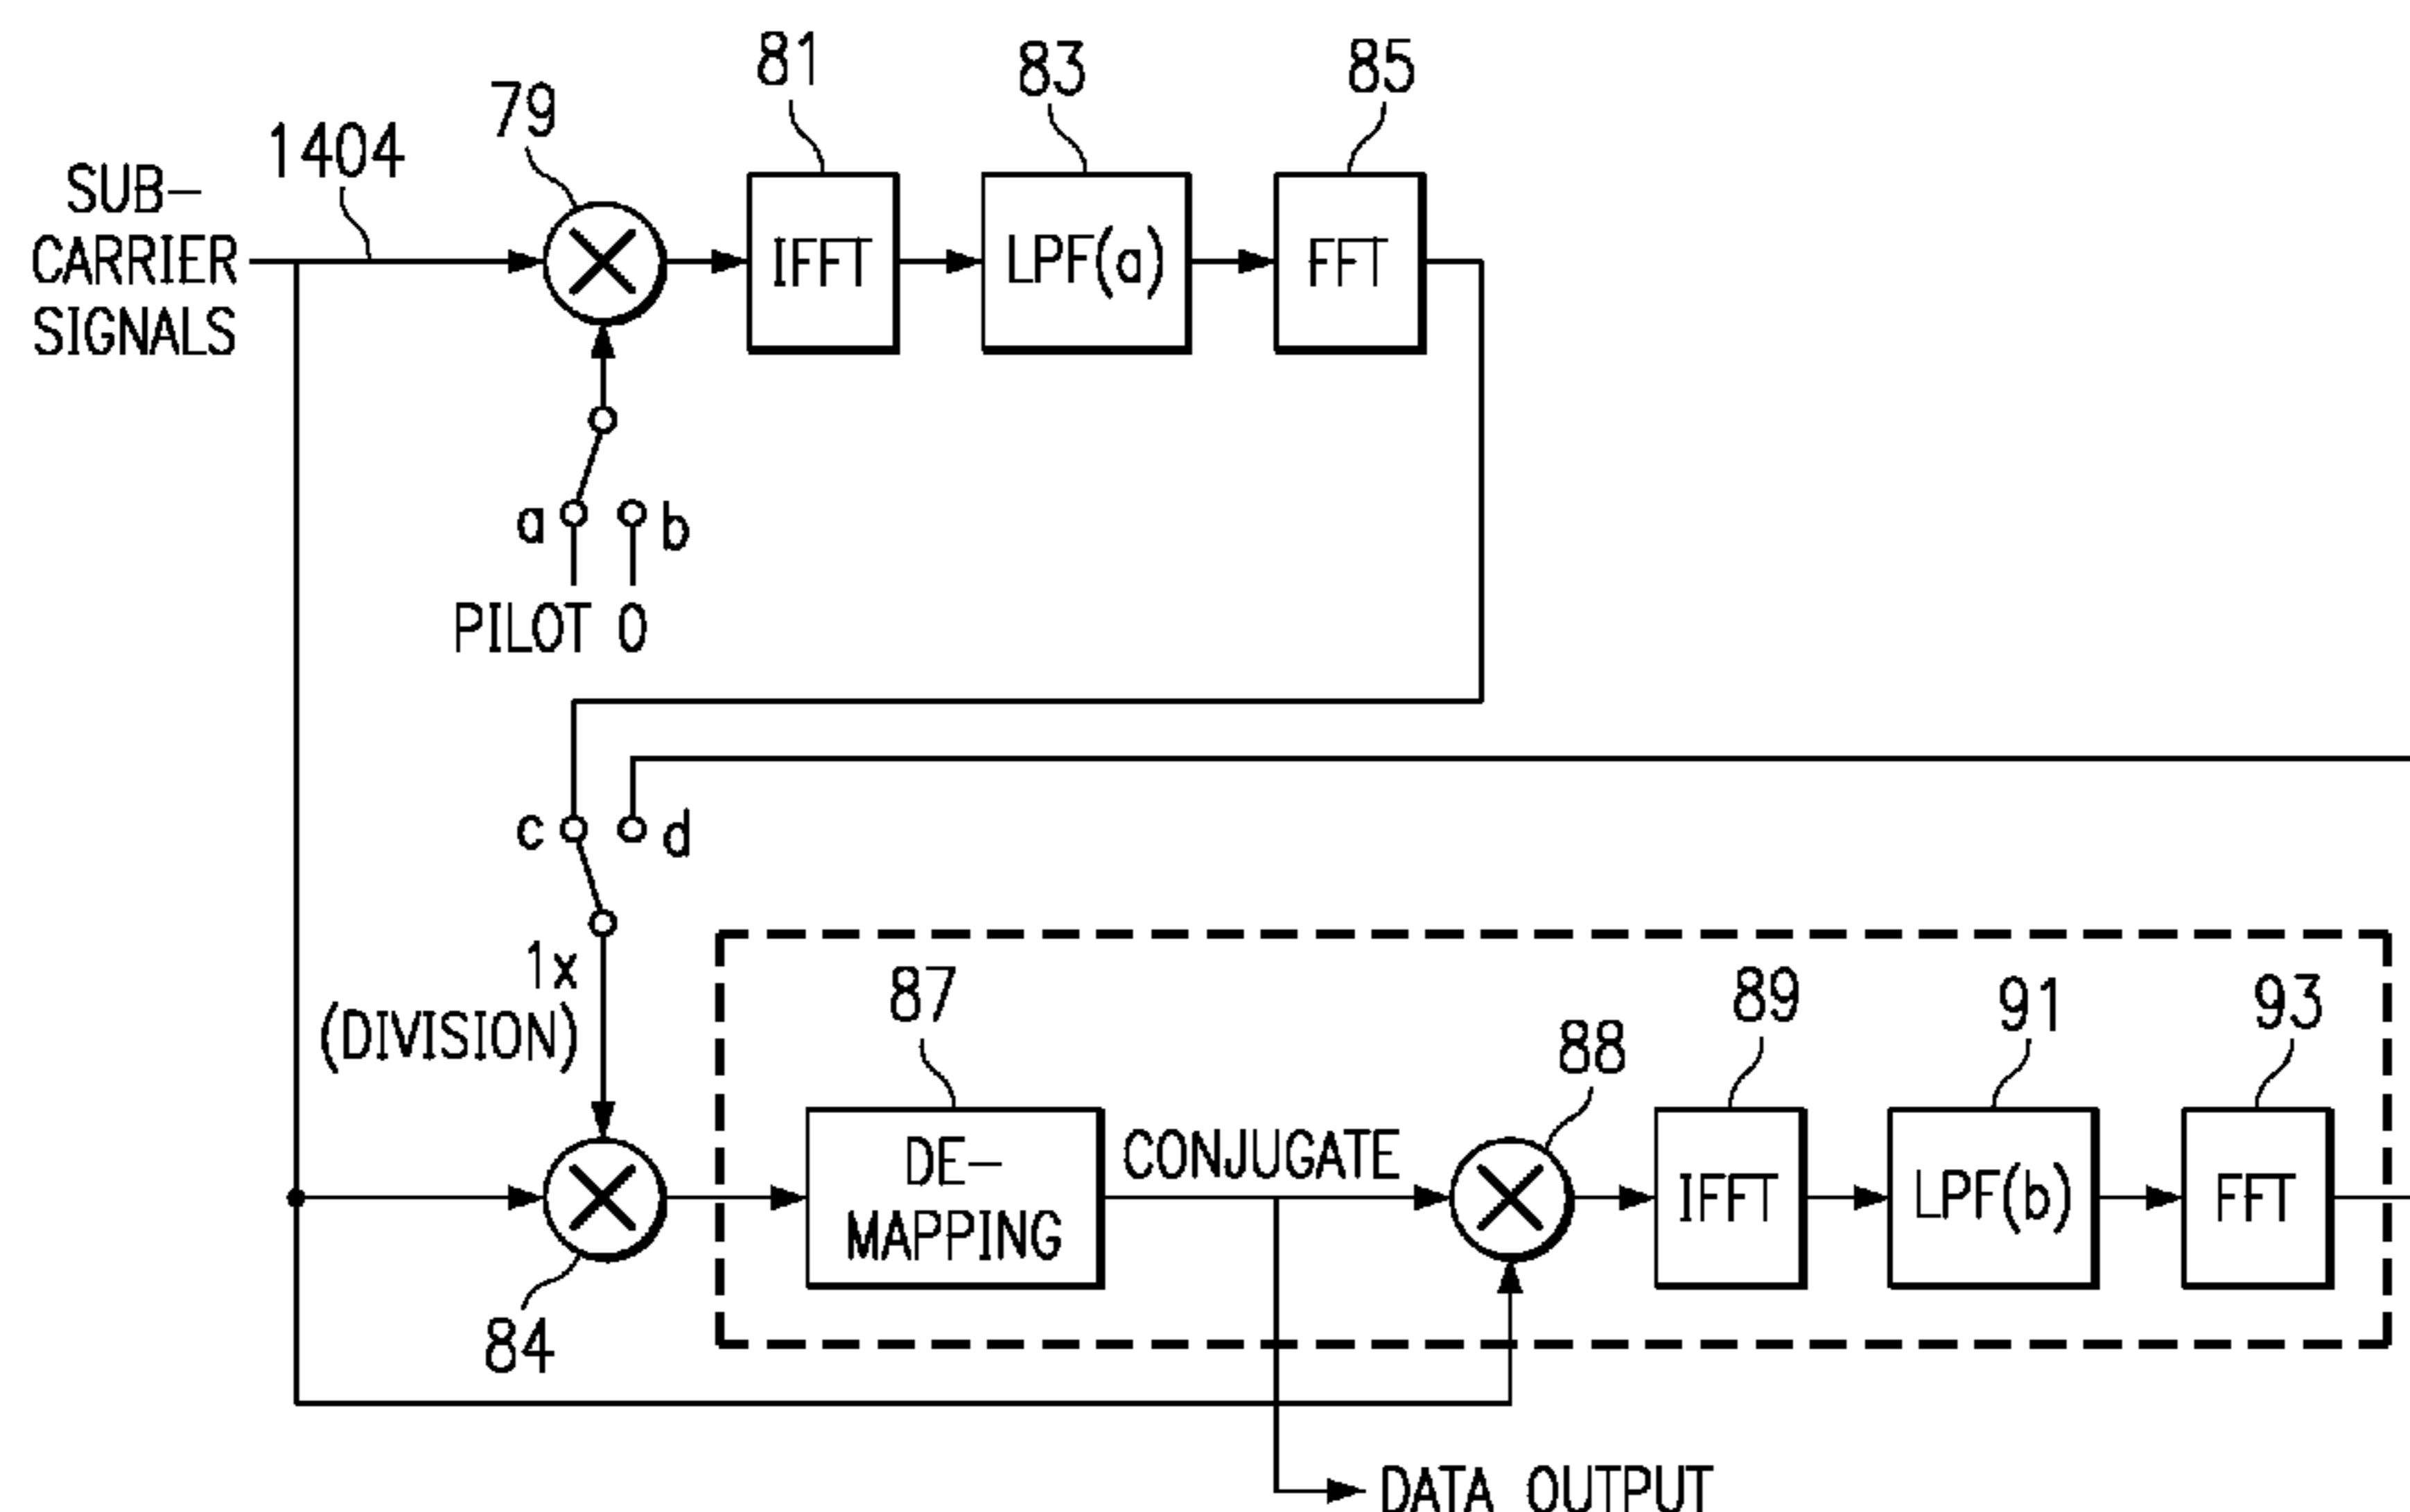 81
83
85
79
1404
SUB-
CARRIER
SIGNALS
IFFT
LPF(a)
FFT
a
b
PILOT 0
c
d
1x
(DIVISION)
87
88
89
91
93
DE-
MAPPING
CONJUGATE
IFFT
LPF(b)
FFT
84
DATA OUTPUT